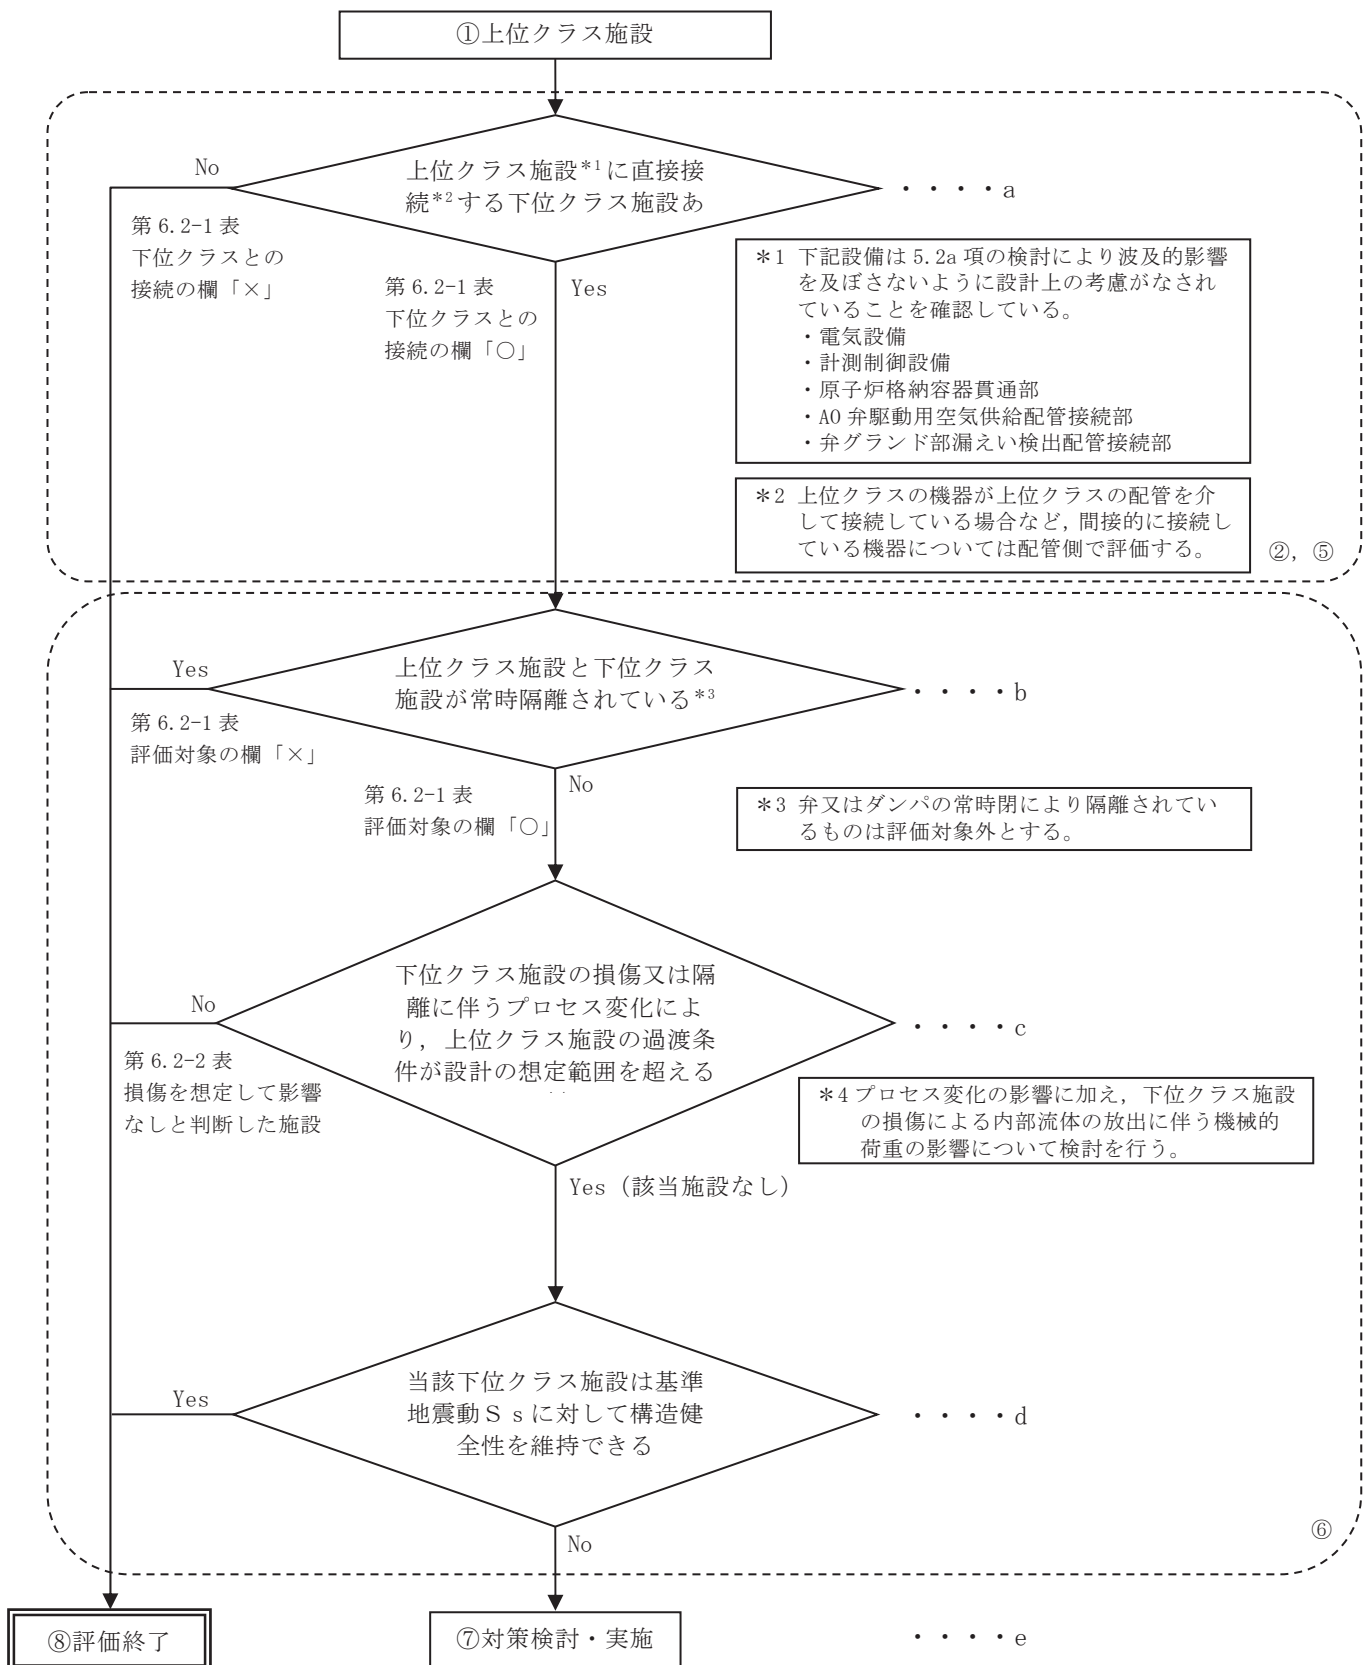 ①上位クラス施設
No
上位クラス施設*1に直接接
続*2する下位クラス施設あ
・・・・a
第 6.2-1 表
下位クラスとの
接続の欄「×」
第 6.2-1 表
下位クラスとの
接続の欄「○」
Yes
*1 下記設備は 5.2a 項の検討により波及的影響
を及ぼさないように設計上の考慮がなされ
ていることを確認している。
・電気設備
・計測制御設備
・原子炉格納容器貫通部
・AO 弁駆動用空気供給配管接続部
・弁グランド部漏えい検出配管接続部
*2 上位クラスの機器が上位クラスの配管を介
して接続している場合など, 間接的に接続し
ている機器については配管側で評価する。
②, ⑤
Yes
上位クラス施設と下位クラス
施設が常時隔離されている*3
・・・・b
第 6.2-1 表
評価対象の欄「×」
第 6.2-1 表
評価対象の欄「○」
No
*3 弁又はダンパの常時閉により隔離されてい
るものは評価対象外とする。
No
下位クラス施設の損傷又は隔
離に伴うプロセス変化によ
り, 上位クラス施設の過渡条
件が設計の想定範囲を超える
・・・・c
第 6.2-2 表
損傷を想定して影響
なしと判断した施設
*4 プロセス変化の影響に加え, 下位クラス施設
の損傷による内部流体の放出に伴う機械的
荷重の影響について検討を行う。
Yes (該当施設なし)
Yes
当該下位クラス施設は基準
地震動Ｓｓに対して構造健
全性を維持できる
・・・・d
No
⑥
⑧評価終了
⑦対策検討・実施
・・・・e